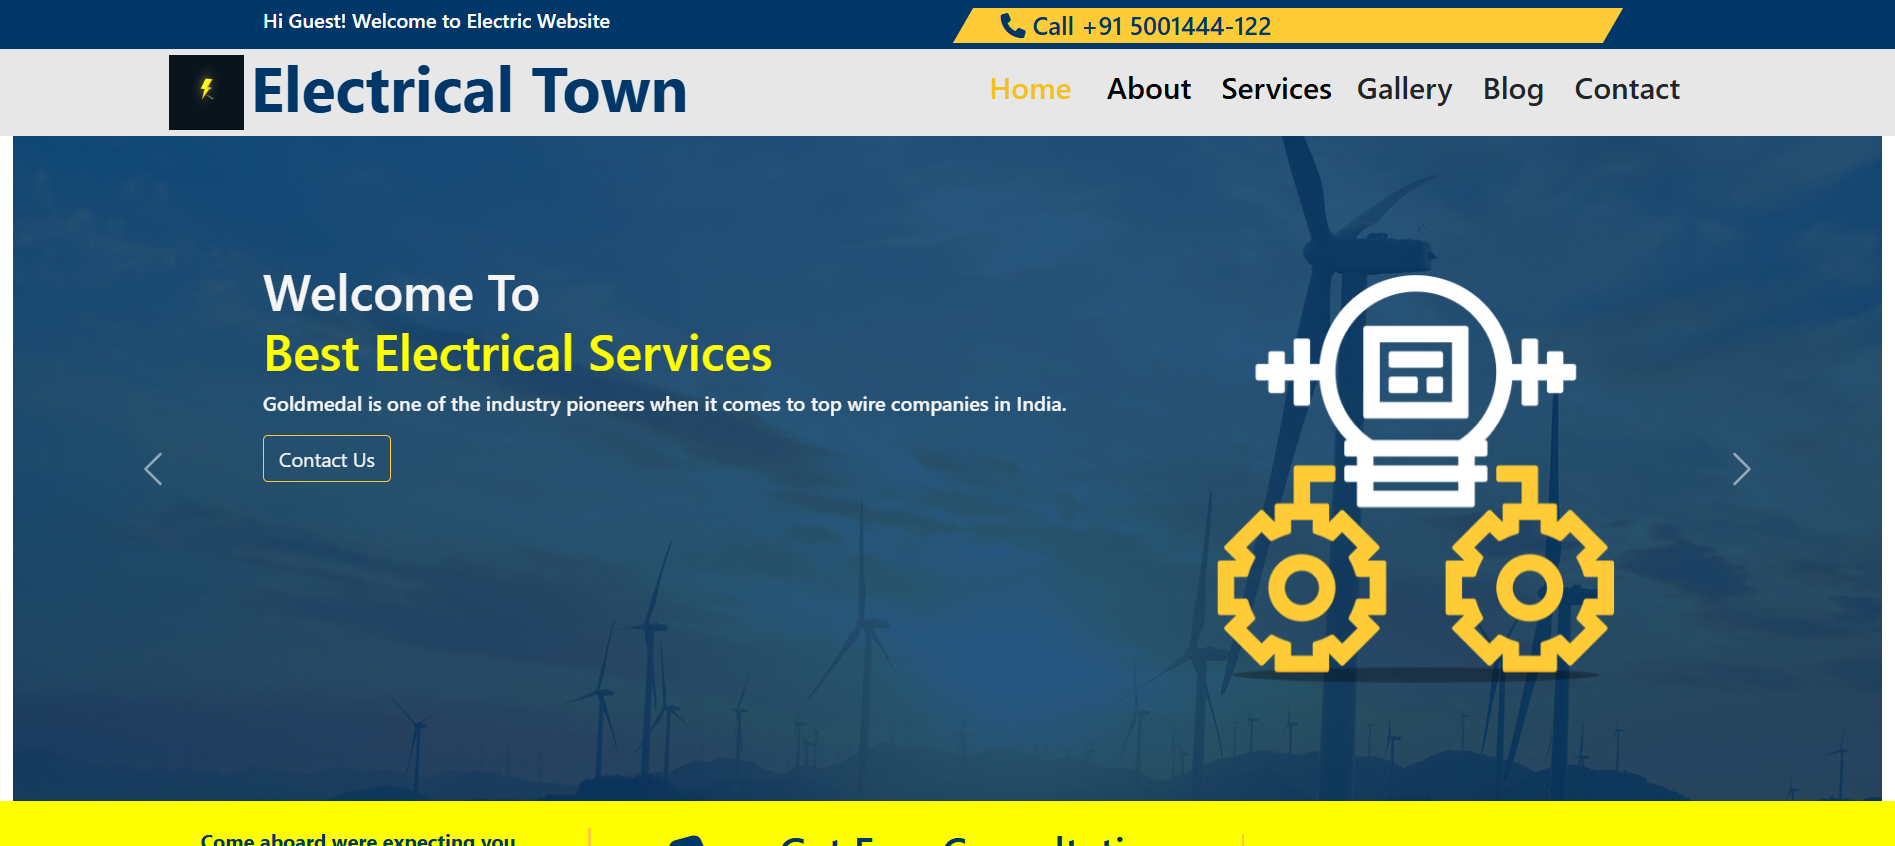 Hi Guest! Welcome to Electric Website
Call +91 5001444-122
Electrical Town
Home About Services Gallery Blog Contact
Welcome To
Best Electrical Services
Goldmedal is one of the industry pioneers when it comes to top wire companies in India.
Contact Us
Come aboard were expecting you